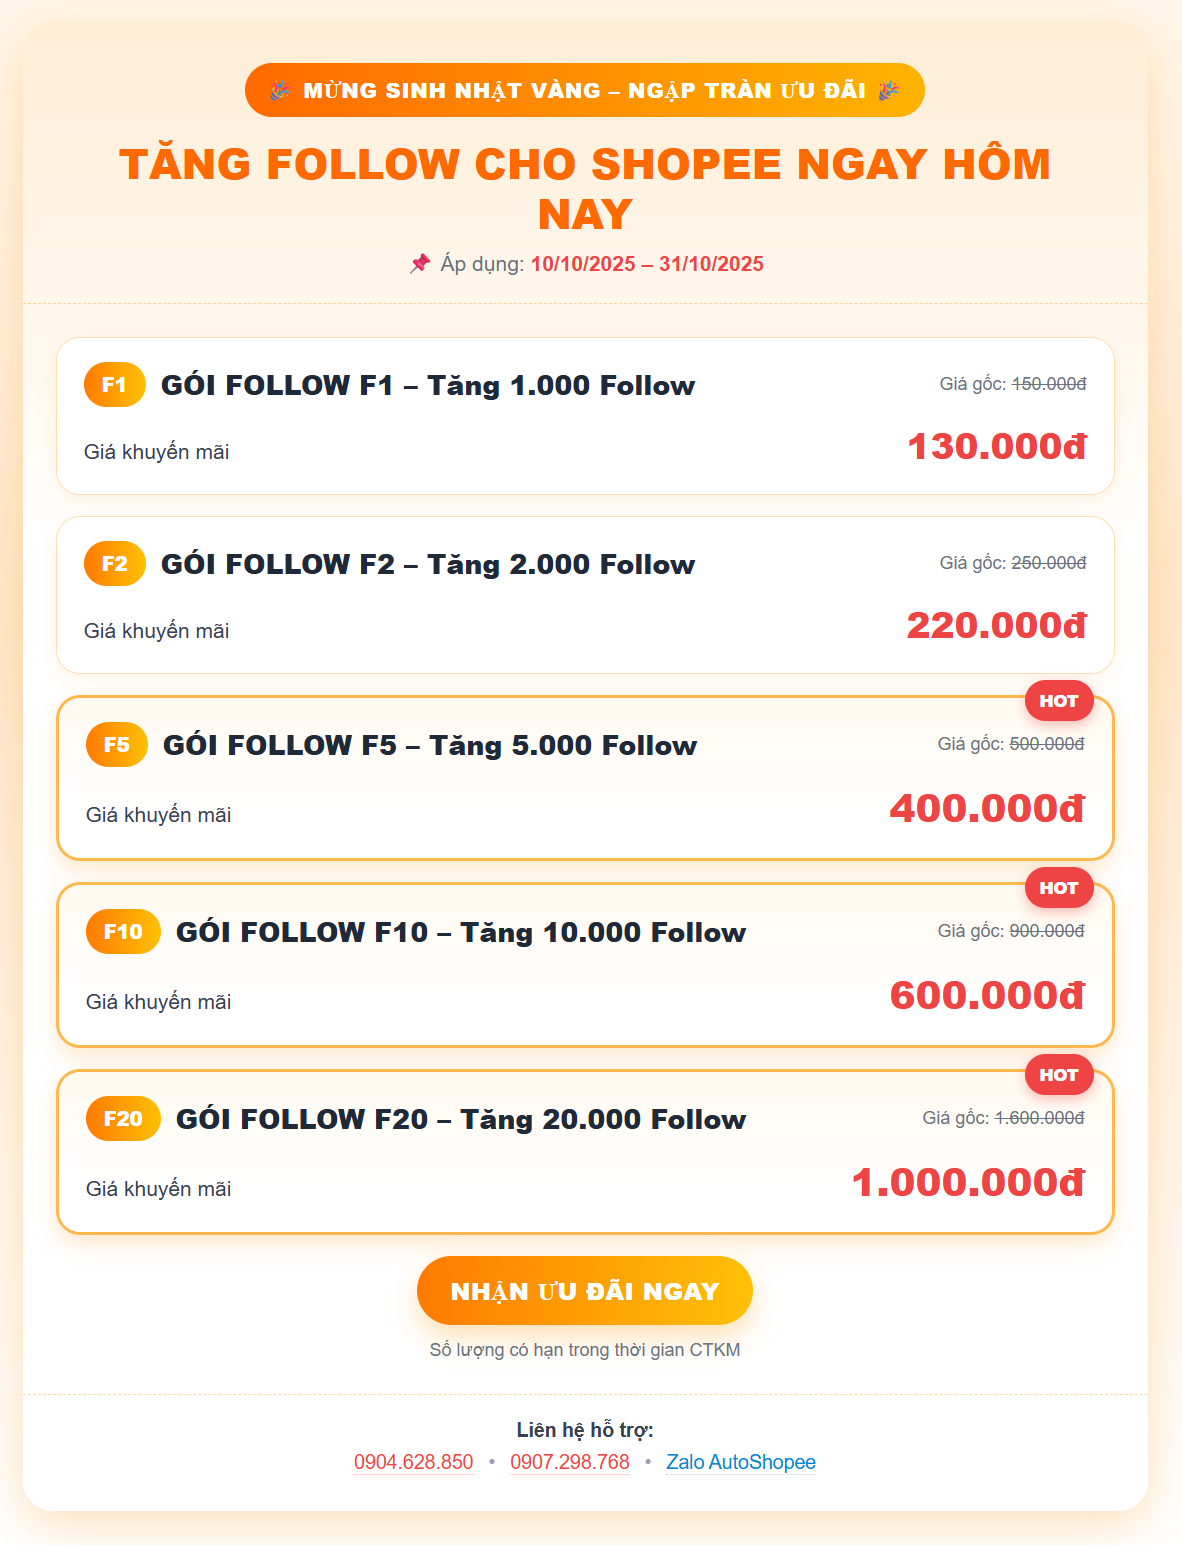 🎉 MỪNG SINH NHẬT VÀNG – NGẬP TRÀN ƯU ĐÃI 🎉
TĂNG FOLLOW CHO SHOPEE NGAY HÔM
NAY
📌 Áp dụng: 10/10/2025 – 31/10/2025
F1 GÓI FOLLOW F1 – Tăng 1.000 Follow Giá gốc: 150.000đ
Giá khuyến mãi 130.000đ
F2 GÓI FOLLOW F2 – Tăng 2.000 Follow Giá gốc: 250.000đ
Giá khuyến mãi 220.000đ
HOT
F5 GÓI FOLLOW F5 – Tăng 5.000 Follow Giá gốc: 500.000đ
Giá khuyến mãi 400.000đ
HOT
F10 GÓI FOLLOW F10 – Tăng 10.000 Follow Giá gốc: 900.000đ
Giá khuyến mãi 600.000đ
HOT
F20 GÓI FOLLOW F20 – Tăng 20.000 Follow Giá gốc: 1.600.000đ
Giá khuyến mãi 1.000.000đ
NHẬN ƯU ĐÃI NGAY
Số lượng có hạn trong thời gian CTKM
Liên hệ hỗ trợ:
0904.628.850 • 0907.298.768 • Zalo AutoShopee